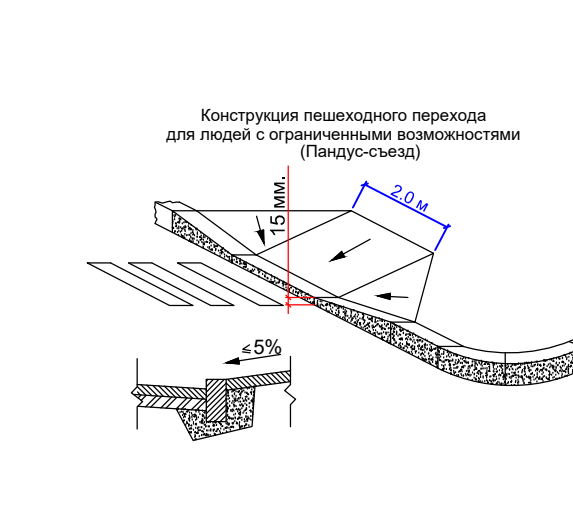 Конструкция пешеходного перехода
для людей с ограниченными возможностями
(Пандус-съезд)
2.0 м
15 мм.
≤5%